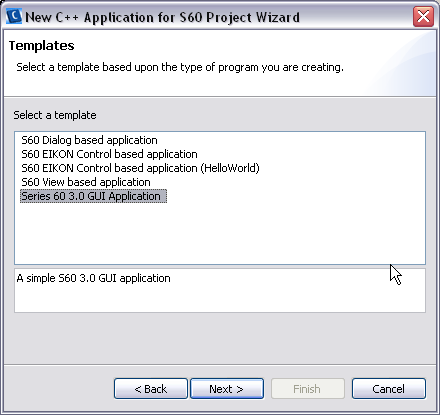 New C++ Application for S60 Project Wizard
Templates
Select a template based upon the type of program you are creating.
Select a template
S60 Dialog based application
S60 EIKON Control based application
S60 EIKON Control based application (HelloWorld)
S60 View based application
Series 60 3.0 GUI Application
A simple S60 3.0 GUI application
< Back
Next >
Finish
Cancel